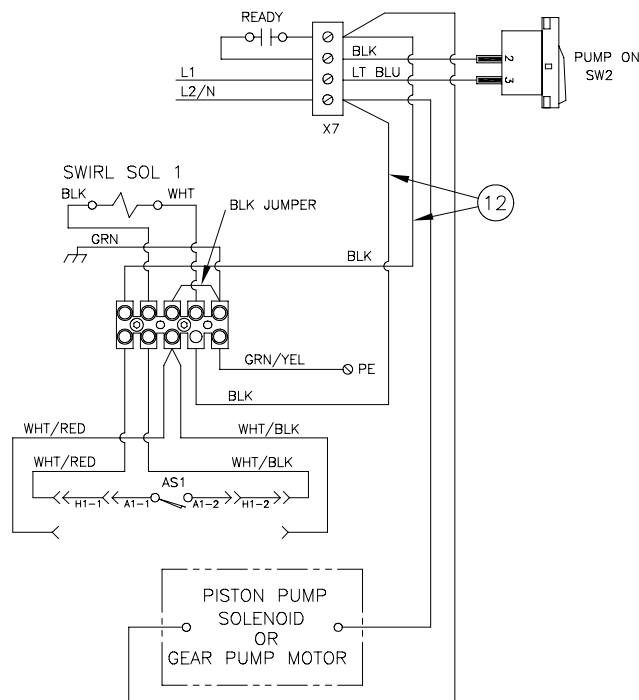 READY
BLK
2
PUMP ON
SW2
L1
LT BLU
3
L2/N
X7
SWIRL SOL 1
BLK
WHT
BLK JUMPER
12
GRN
BLK
GRN/YEL
PE
BLK
WHT/RED
WHT/BLK
WHT/RED
WHT/BLK
AS1
H1-1
A1-1
A1-2
H1-2
PISTON PUMP
SOLENOID
OR
GEAR PUMP MOTOR